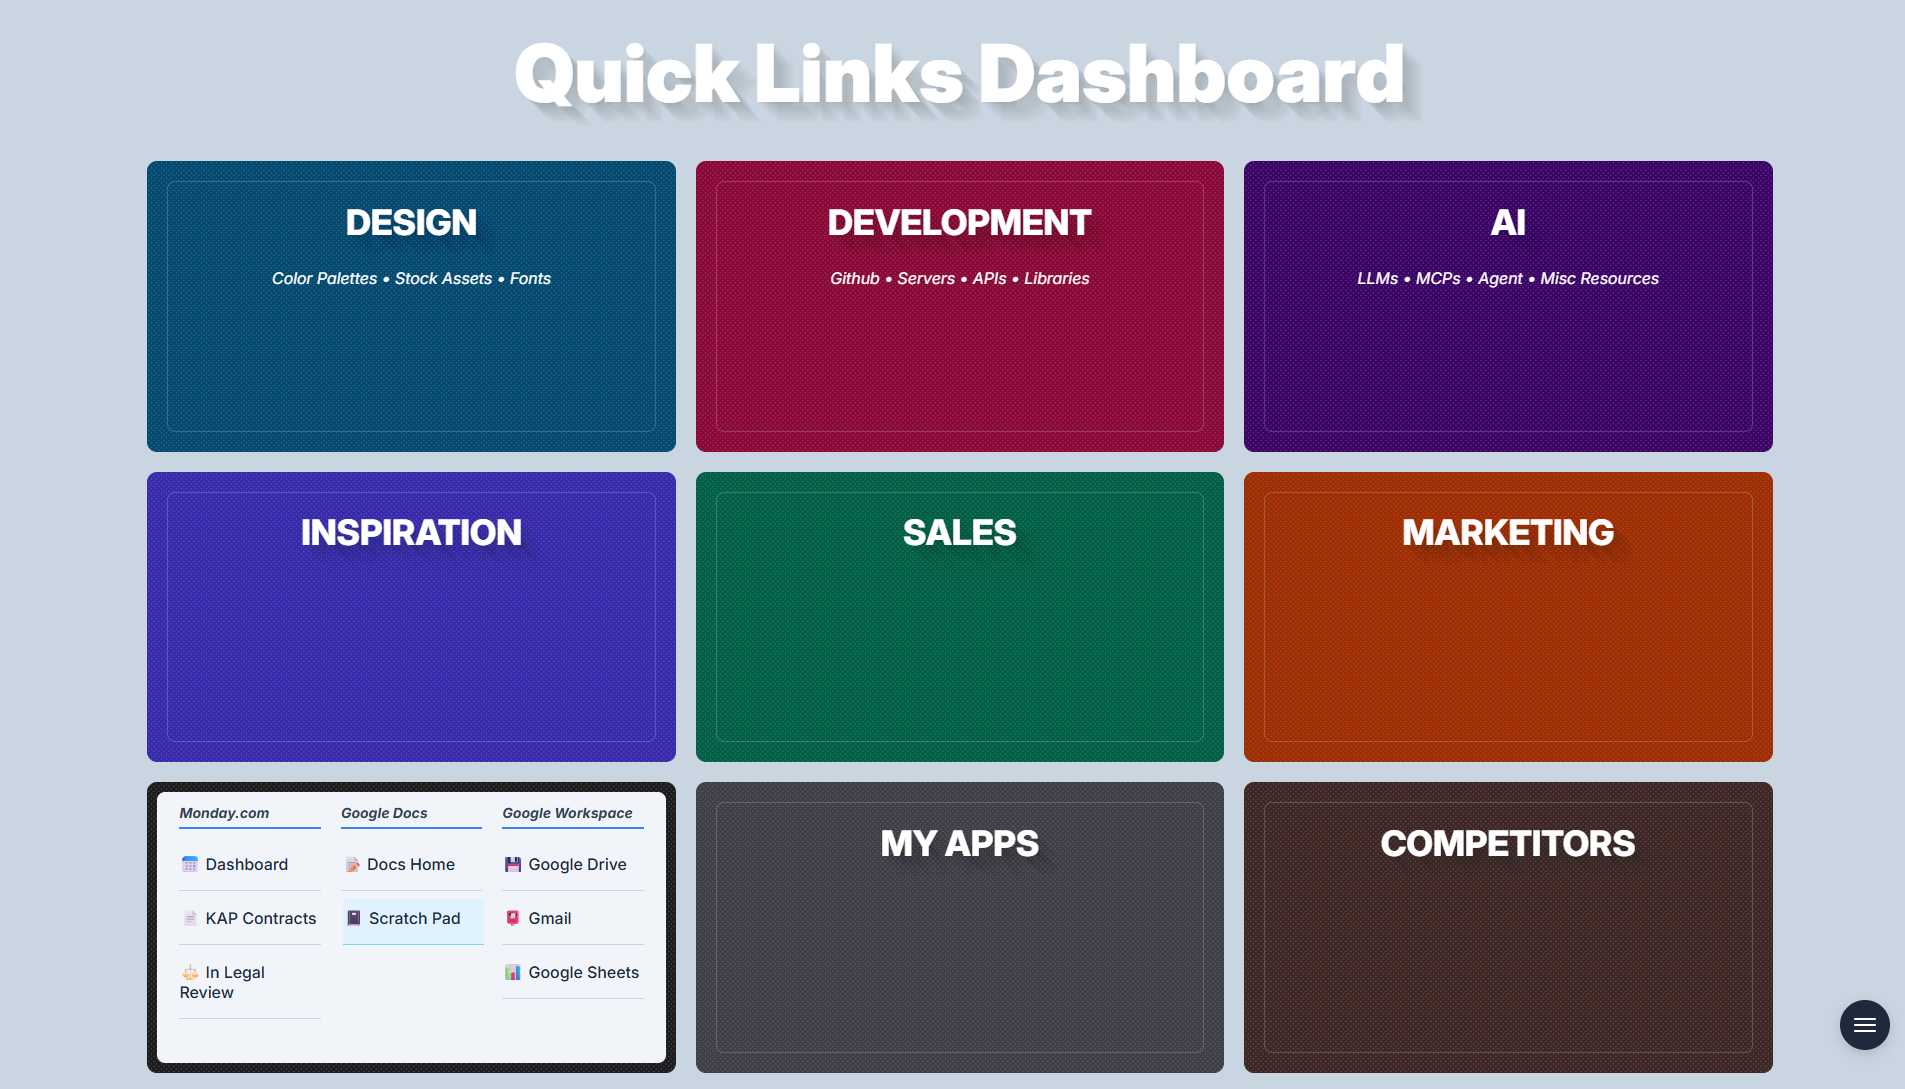 Quick Links Dashboard
DESIGN
Color Palettes • Stock Assets • Fonts
DEVELOPMENT
Github • Servers • APIs • Libraries
AI
LLMs • MCPs • Agent • Misc Resources
INSPIRATION
SALES
MARKETING
Monday.com
Dashboard
KAP Contracts
In Legal
Review
Google Docs
Docs Home
Scratch Pad
Google Workspace
Google Drive
Gmail
Google Sheets
MY APPS
COMPETITORS